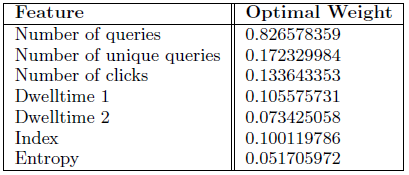 Feature Optimal Weight
Number of queries 0.826578359
Number of unique queries 0.172329984
Number of clicks 0.133643353
Dwelltime 1 0.105575731
Dwelltime 2 0.073425058
Index 0.100119786
Entropy 0.051705972